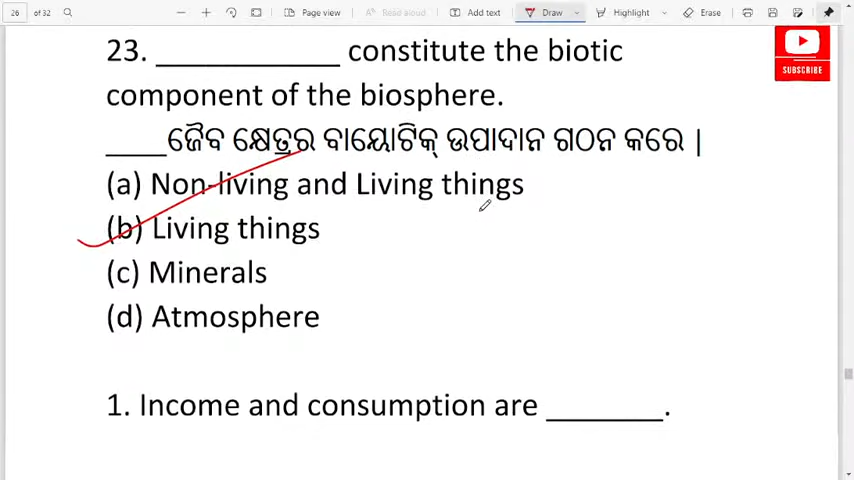 26 of 32 Page view Read aloud Add text Draw Highlight Erase
23. ___________ constitute the biotic
SUBSCRIBE
component of the biosphere.
____ଜୈବ କ୍ଷେତ୍ରର ବାୟୋଟିକ୍ ଉପାଦାନ ଗଠନ କରେ |
(a) Non-living and Living things
(b) Living things
(c) Minerals
(d) Atmosphere
1. Income and consumption are _______.